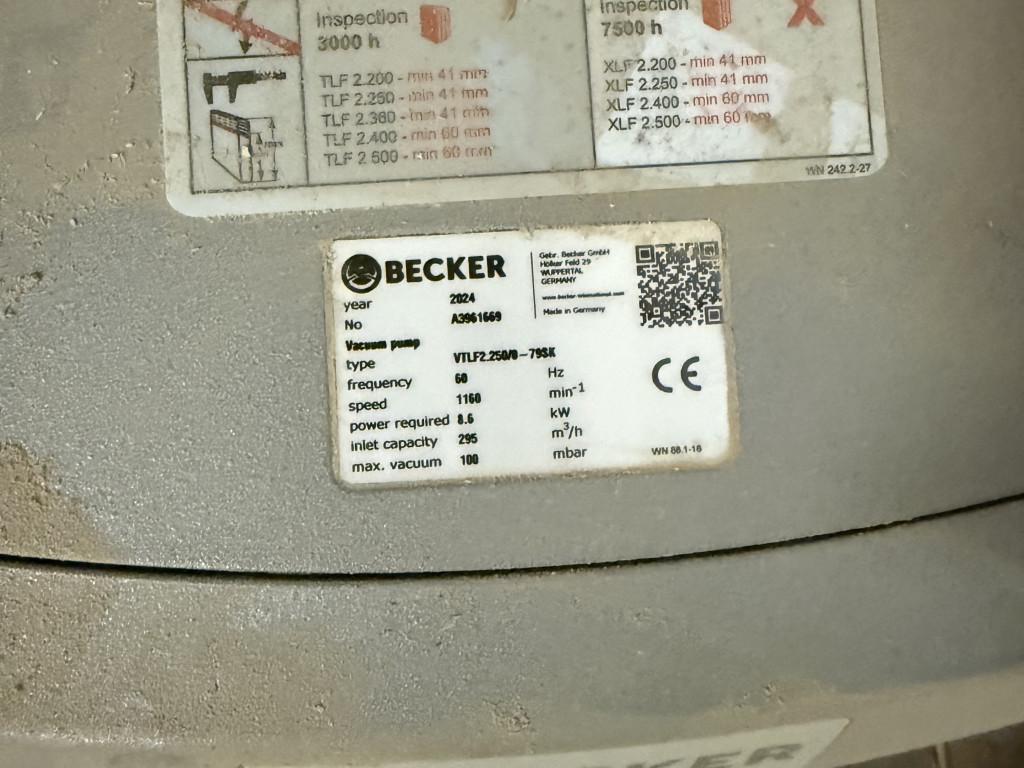 Inspection
3000 h
TLF 2.200 - min 41 mm
TLF 2.250 - min 41 mm
TLF 2.360 - min 41 mm
TLF 2.400 - min 60 mm
TLF 2.500 - min 60 mm
Inspection
7500 h
XLF 2.200 - min 41 mm
XLF 2.250 - min 41 mm
XLF 2.400 - min 60 mm
XLF 2.500 - min 60 mm
WN 242.2-27
BECKER
Gebr. Becker GmbH
Hölker Feld 29
WUPPERTAL
GERMANY
www.becker-international.com
Made in Germany
year 2024
No A3961669
Vacuum pump
type VTLF2.250/0-79SK
frequency 60 Hz
speed 1160 min-1
power required 8.6 kW
inlet capacity 295 m³/h
max. vacuum 100 mbar
CE
WN 88.1-18
BECKER